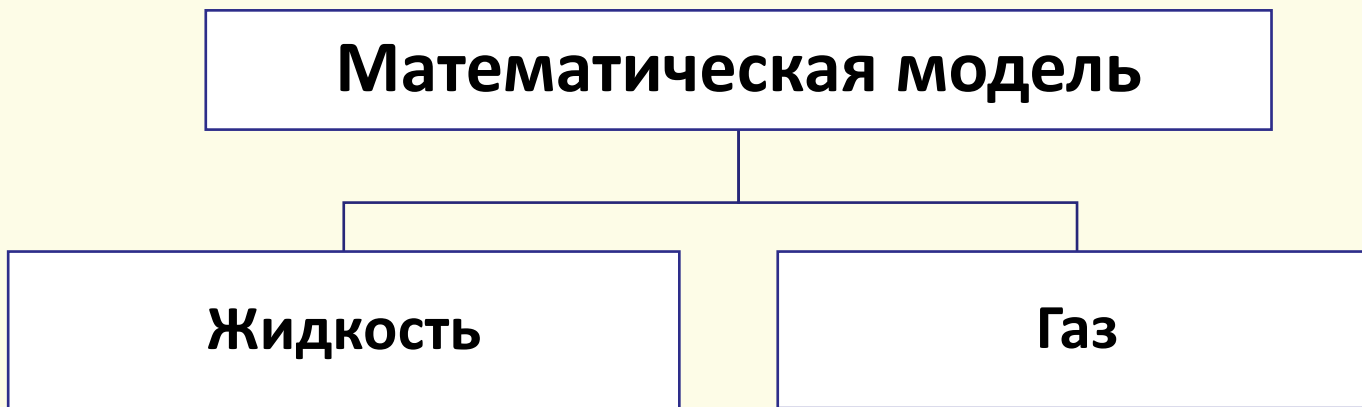 Математическая модель
Жидкость
Газ